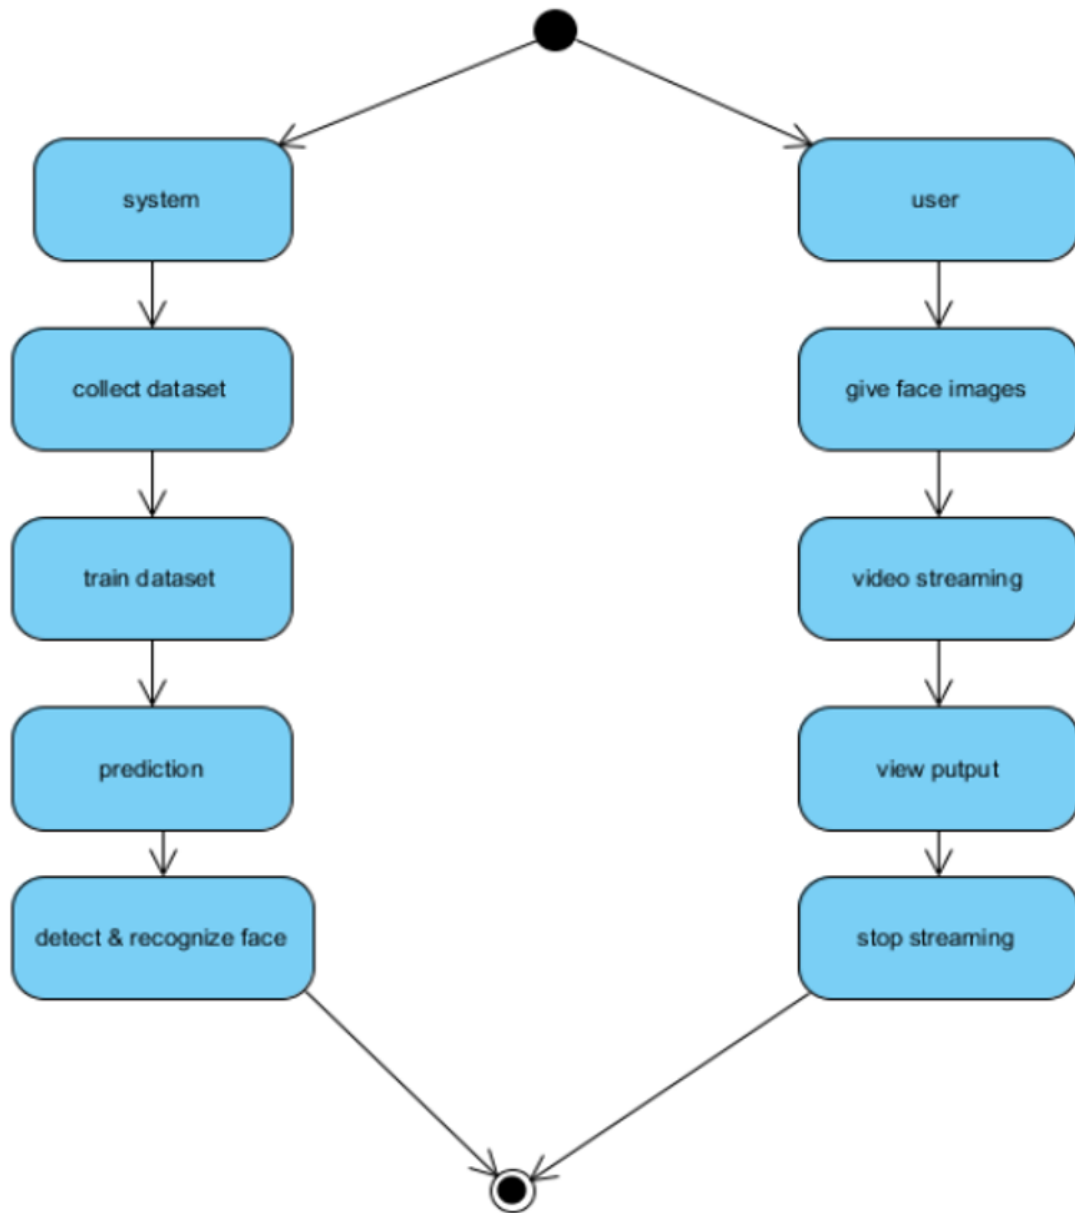 system
user
collect dataset
give face images
train dataset
video streaming
prediction
view putput
detect & recognize face
stop streaming